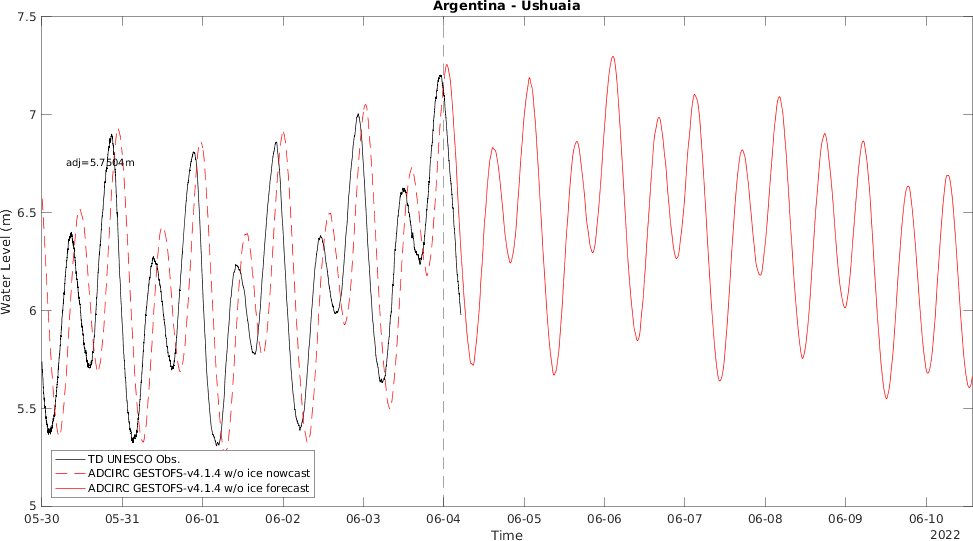 Argentina - Ushuaia
7.5
7
6.5
6
5.5
5
Water Level (m)
adj=5.7504m
TD UNESCO Obs.
ADCIRC GESTOFS-v4.1.4 w/o ice nowcast
ADCIRC GESTOFS-v4.1.4 w/o ice forecast
05-30 05-31 06-01 06-02 06-03 06-04 06-05 06-06 06-07 06-08 06-09 06-10
Time
2022